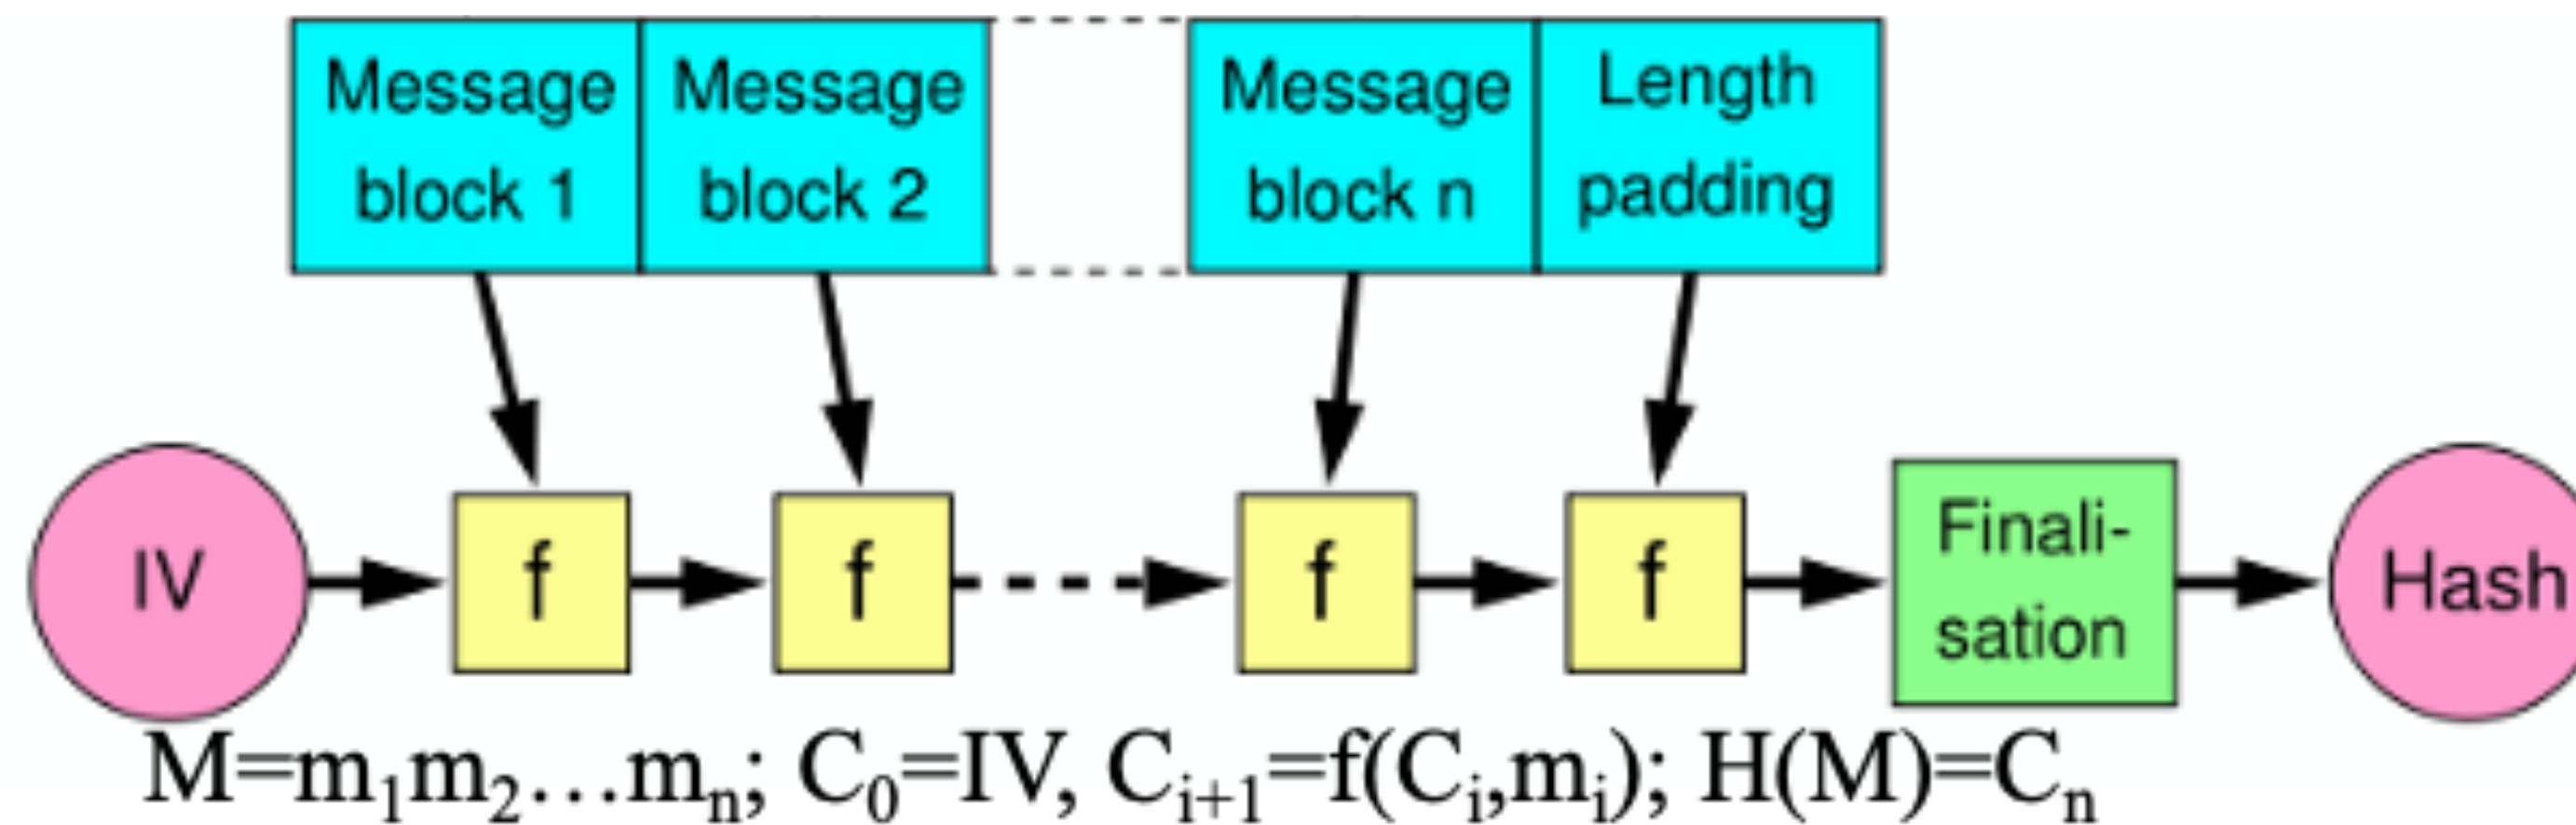 Message block 1
Message block 2
Message block n
Length padding
IV
f
f
f
f
Finali-
sation
Hash
M=m₁m₂…mₙ; C₀=IV, Cᵢ₊₁=f(Cᵢ,mᵢ); H(M)=Cₙ